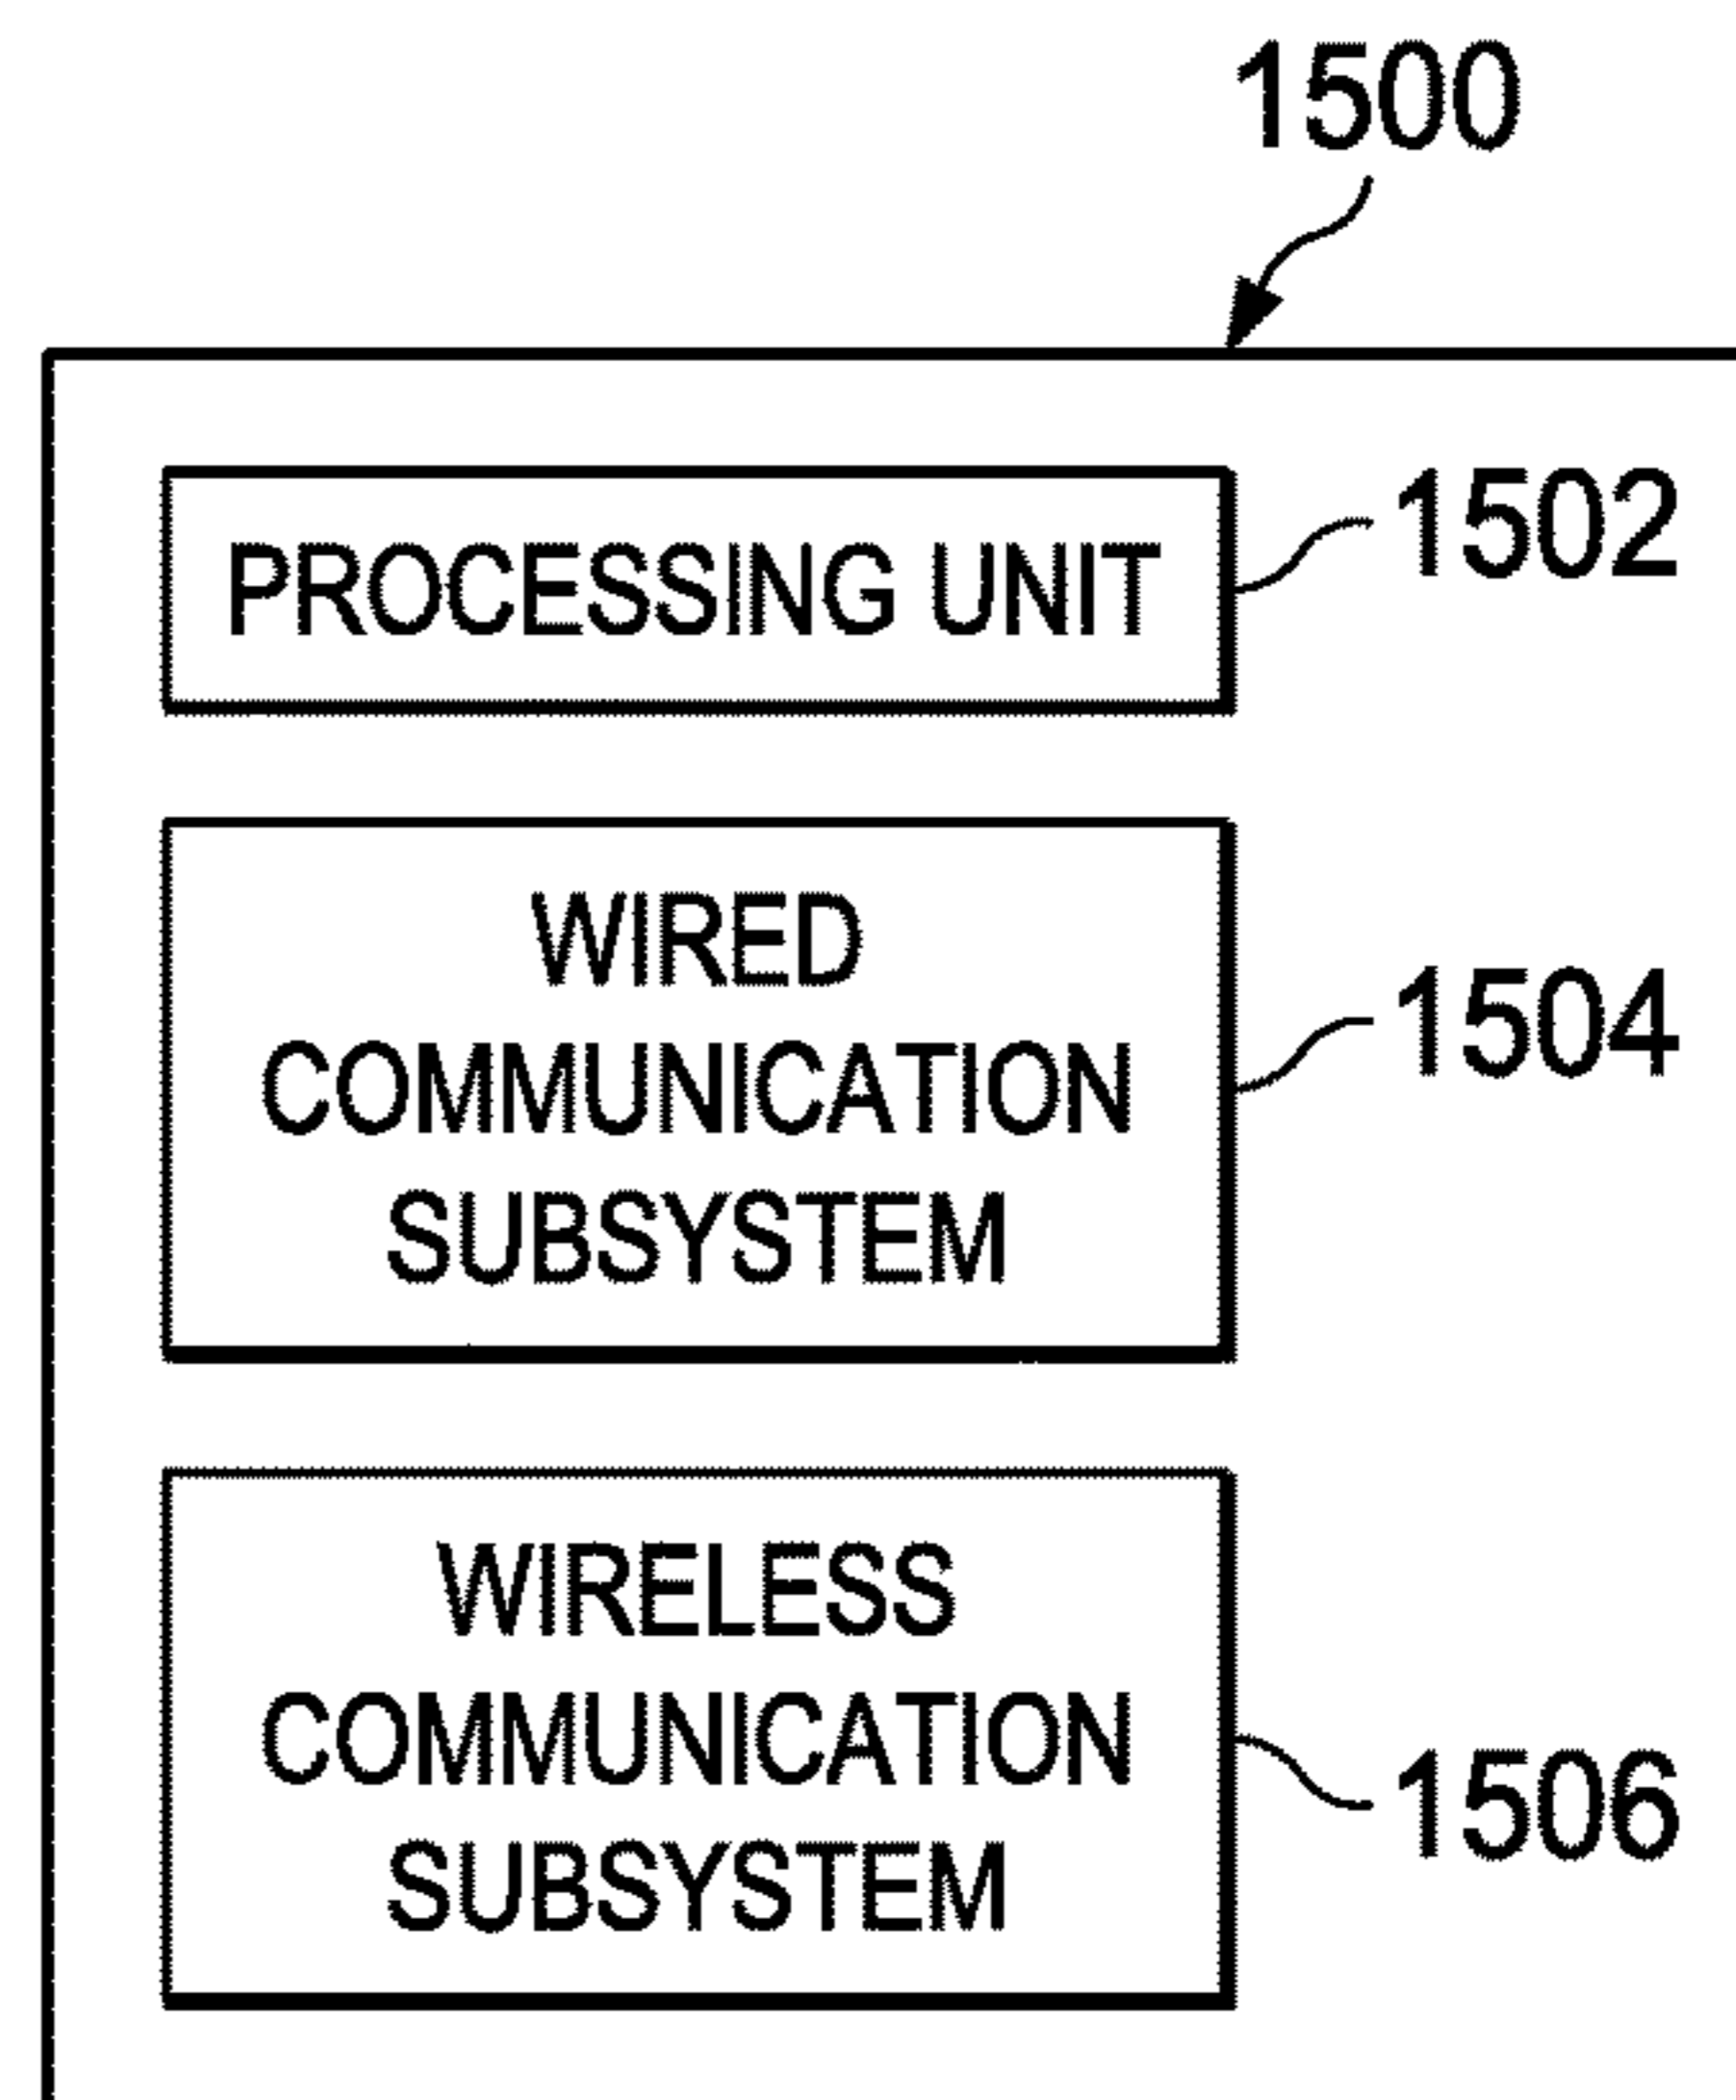 1500
PROCESSING UNIT
1502
WIRED
COMMUNICATION
SUBSYSTEM
1504
WIRELESS
COMMUNICATION
SUBSYSTEM
1506